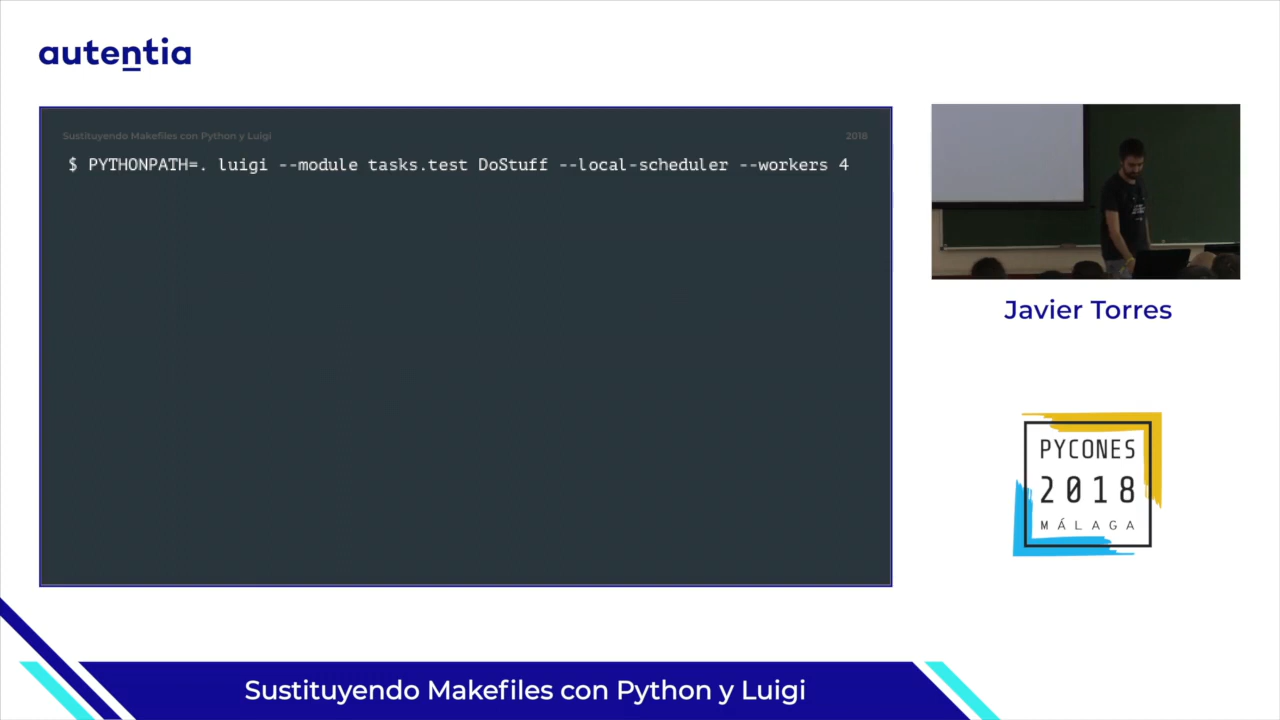 autentia
Sustituyendo Makefiles con Python y Luigi
2018
$ PYTHONPATH=. luigi --module tasks.test DoStuff --local-scheduler --workers 4
Javier Torres
PYCONES
2018
MÁLAGA
Sustituyendo Makefiles con Python y Luigi